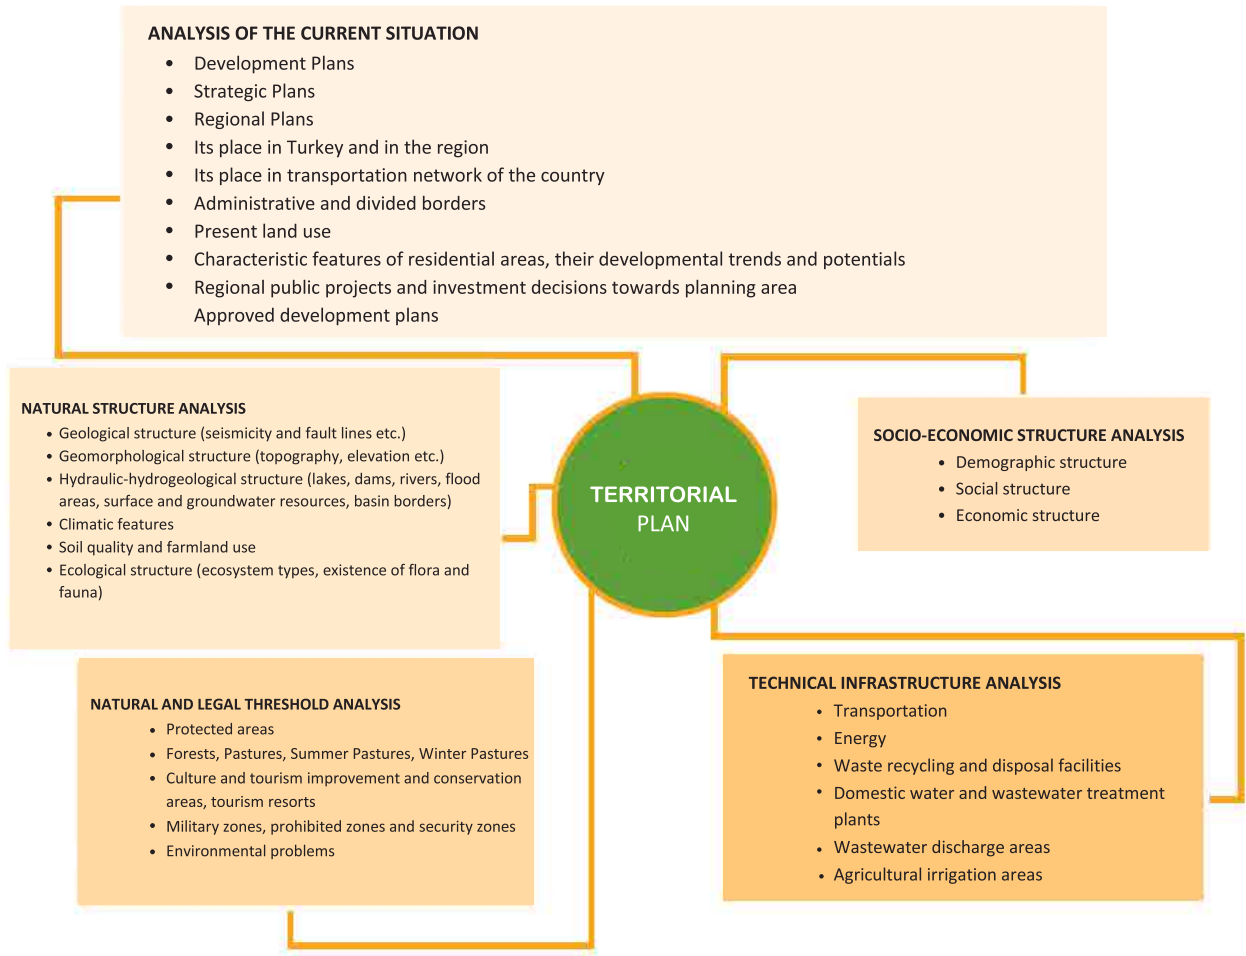 ANALYSIS OF THE CURRENT SITUATION
• Development Plans
• Strategic Plans
• Regional Plans
• Its place in Turkey and in the region
• Its place in transportation network of the country
• Administrative and divided borders
• Present land use
• Characteristic features of residential areas, their developmental trends and potentials
• Regional public projects and investment decisions towards planning area
Approved development plans
NATURAL STRUCTURE ANALYSIS
• Geological structure (seismicity and fault lines etc.)
• Geomorphological structure (topography, elevation etc.)
• Hydraulic-hydrogeological structure (lakes, dams, rivers, flood
areas, surface and groundwater resources, basin borders)
• Climatic features
• Soil quality and farmland use
• Ecological structure (ecosystem types, existence of flora and
fauna)
TERRITORIAL
PLAN
SOCIO-ECONOMIC STRUCTURE ANALYSIS
• Demographic structure
• Social structure
• Economic structure
NATURAL AND LEGAL THRESHOLD ANALYSIS
• Protected areas
• Forests, Pastures, Summer Pastures, Winter Pastures
• Culture and tourism improvement and conservation
areas, tourism resorts
• Military zones, prohibited zones and security zones
• Environmental problems
TECHNICAL INFRASTRUCTURE ANALYSIS
• Transportation
• Energy
• Waste recycling and disposal facilities
• Domestic water and wastewater treatment
plants
• Wastewater discharge areas
• Agricultural irrigation areas